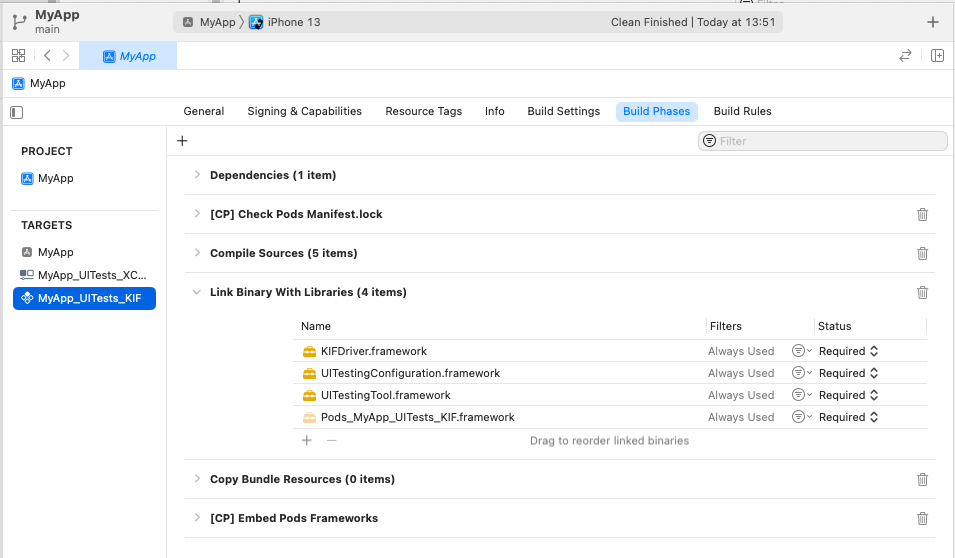 MyApp
main
MyApp
iPhone 13
Clean Finished | Today at 13:51
MyApp
MyApp
General
Signing & Capabilities
Resource Tags
Info
Build Settings
Build Phases
Build Rules
Filter
PROJECT
MyApp
TARGETS
MyApp
MyApp_UITests_XC...
MyApp_UITests_KIF
Dependencies (1 item)
[CP] Check Pods Manifest.lock
Compile Sources (5 items)
Link Binary With Libraries (4 items)
Name Filters Status
KIFDriver.framework Always Used Required
UITestingConfiguration.framework Always Used Required
UITestingTool.framework Always Used Required
Pods_MyApp_UITests_KIF.framework Always Used Required
Drag to reorder linked binaries
Copy Bundle Resources (0 items)
[CP] Embed Pods Frameworks